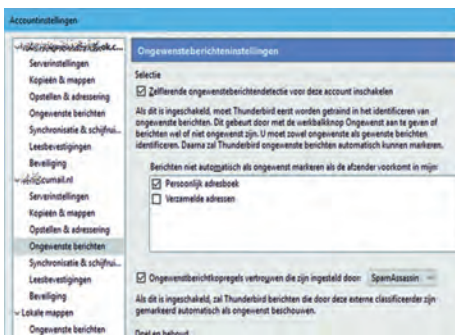 Accountinstellingen
Serverinstellingen
Kopieën & mappen
Opstellen & adressering
Ongewenste berichten
Synchronisatie & schijfrui...
Leesbevestigingen
Beveiliging
Serverinstellingen
Kopieën & mappen
Opstellen & adressering
Ongewenste berichten
Synchronisatie & schijfrui...
Leesbevestigingen
Beveiliging
Lokale mappen
Ongewenste berichten
Ongewensteberichteninstellingen
Selectie
Zelflerende ongewensteberichtendetectie voor deze account inschakelen
Als dit is ingeschakeld, moet Thunderbird eerst worden getraind in het identificeren van
ongewenste berichten. Dit gebeurt door met de werkbalkknop Ongewenst aan te geven of
berichten wel of niet ongewenst zijn. U moet zowel ongewenste als gewenste berichten
identificeren. Daarna zal Thunderbird ongewenste berichten automatisch kunnen markeren.
Berichten niet automatisch als ongewenst markeren als de afzender voorkomt in mijn:
Persoonlijk adresboek
Verzamelde adressen
Ongewenstberichtkopregels vertrouwen die zijn ingesteld door: SpamAssassin
Als dit is ingeschakeld, zal Thunderbird berichten die door deze externe classificeerder zijn
gemarkeerd automatisch als ongewenst beschouwen.
Doel en behoud